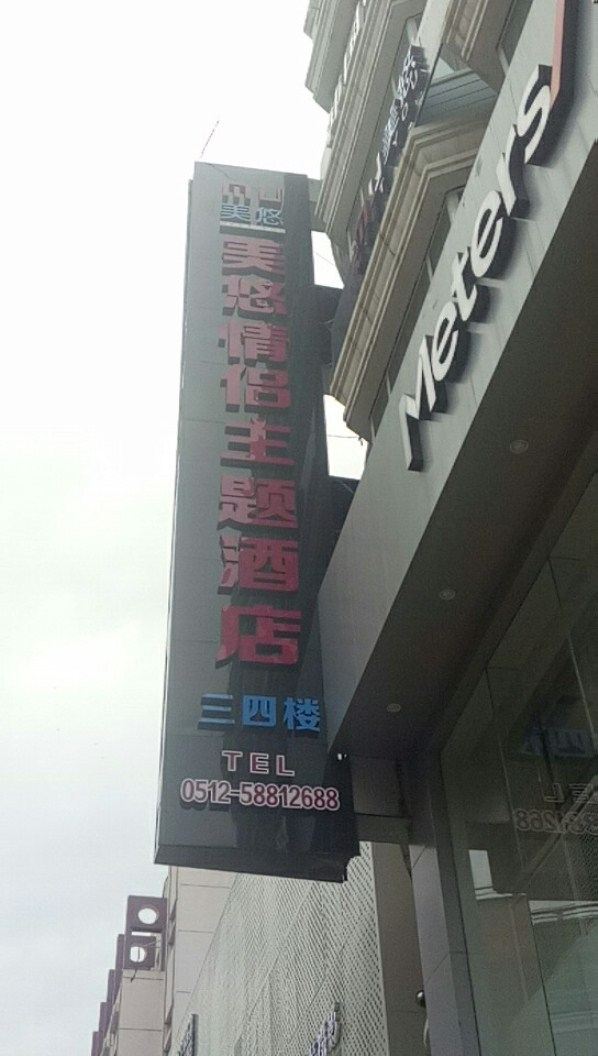 美悠
美悠情侣主题酒店
三四楼
TEL
0512-58812688
Meters